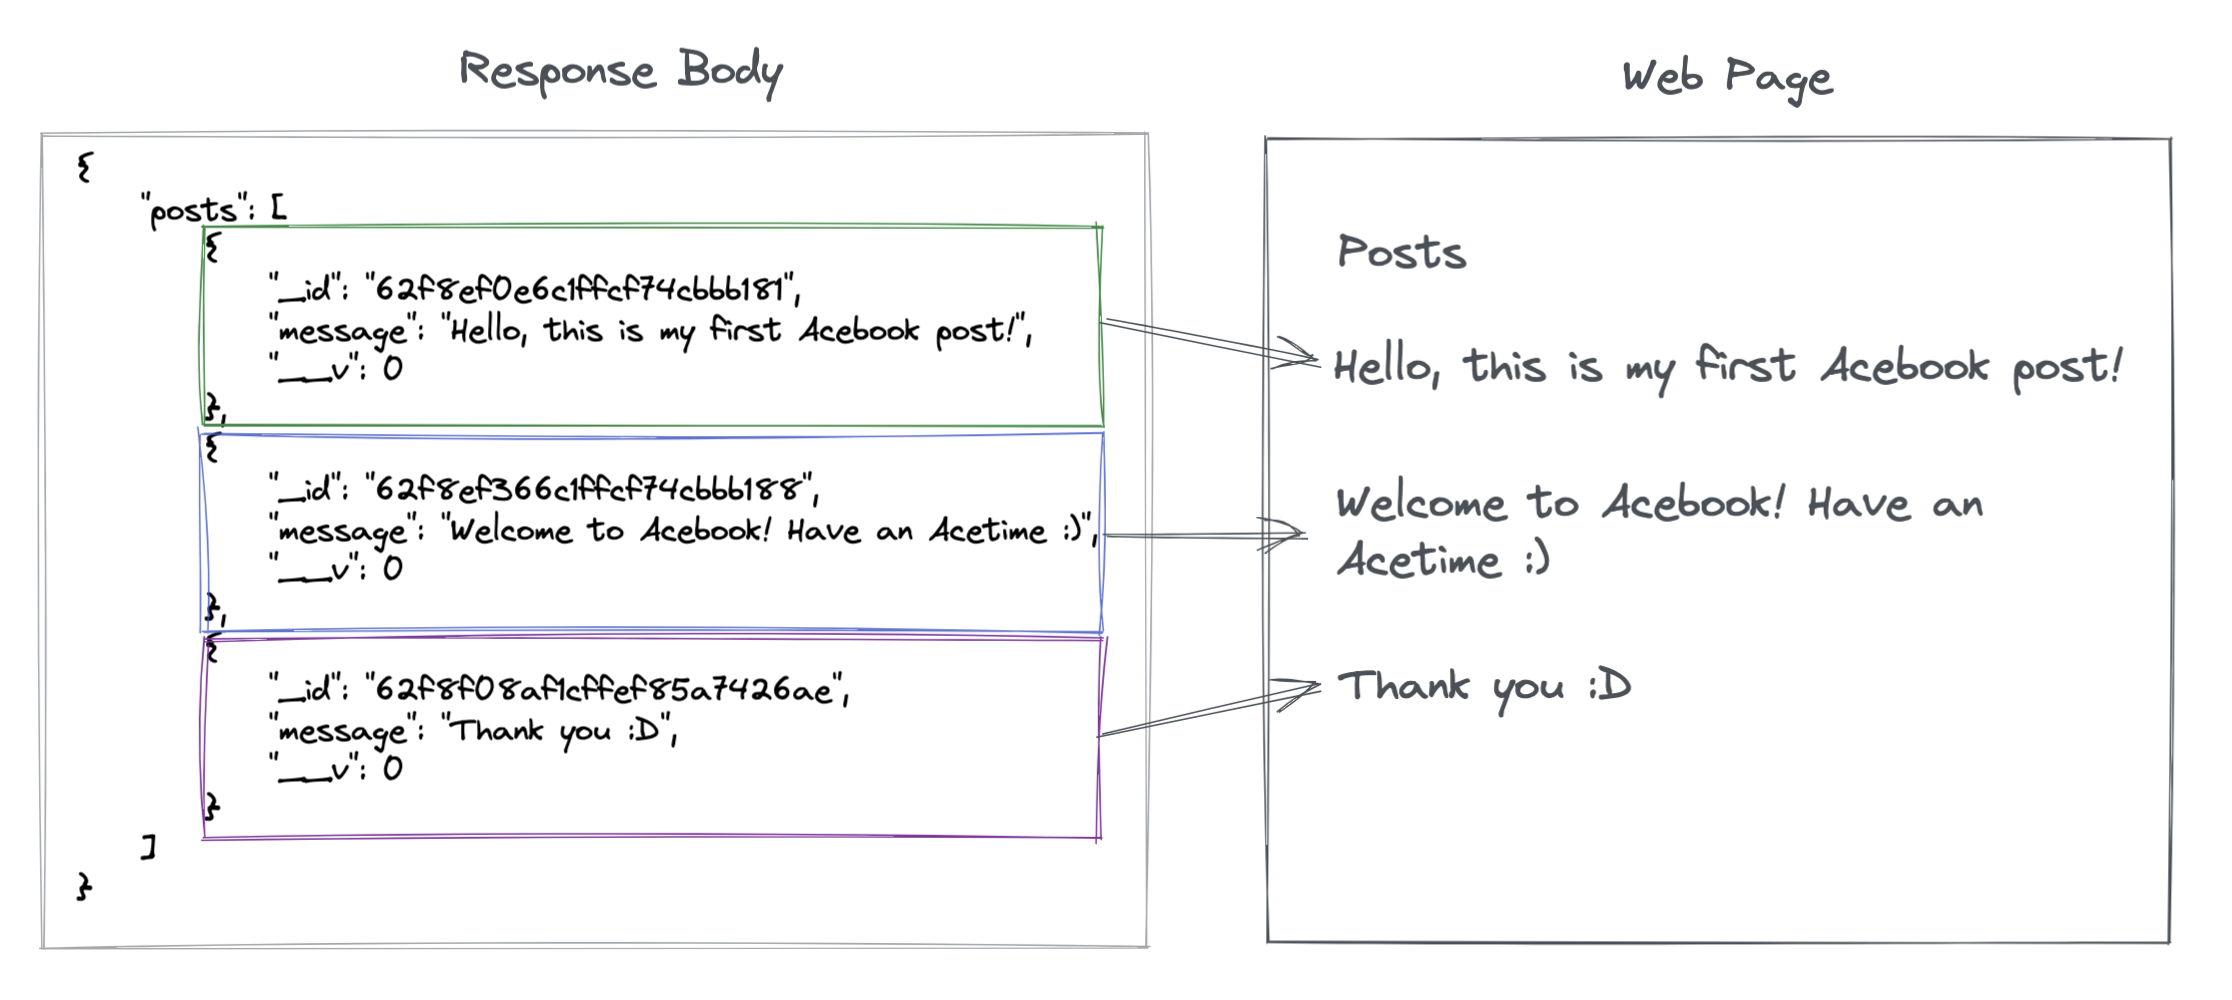 Response Body
{
"posts": [
{
"_id": "62f8ef0e6c1ffcf74cbbb181",
"message": "Hello, this is my first Acebook post!",
"__v": 0
},
{
"_id": "62f8ef366c1ffcf74cbbb188",
"message": "Welcome to Acebook! Have an Acetime :)",
"__v": 0
},
{
"_id": "62f8f08af1cffef85a7426ae",
"message": "Thank you :D",
"__v": 0
}
]
}
Web Page
Posts
Hello, this is my first Acebook post!
Welcome to Acebook! Have an
Acetime :)
Thank you :D